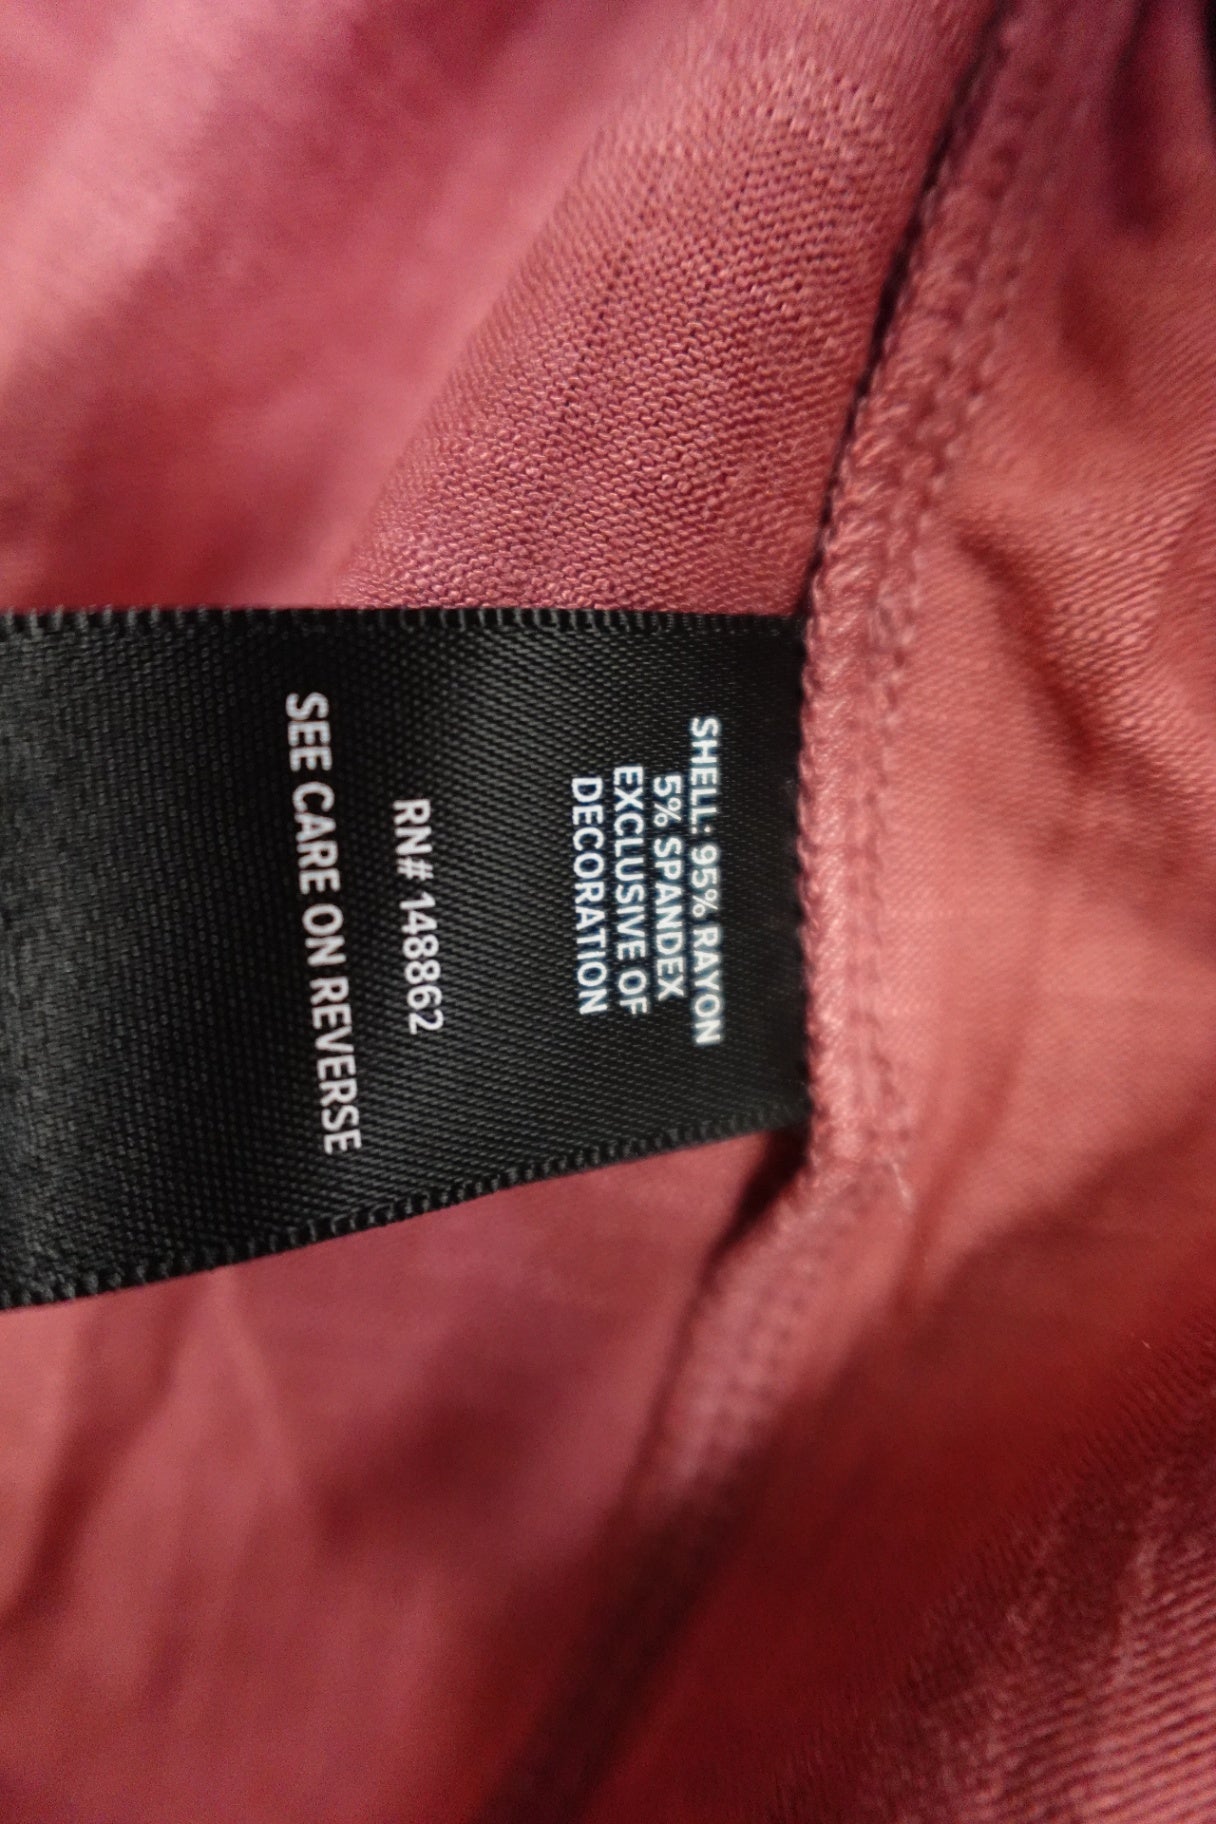 SHELL: 95% RAYON
5% SPANDEX
EXCLUSIVE OF
DECORATION
RN# 148862
SEE CARE ON REVERSE